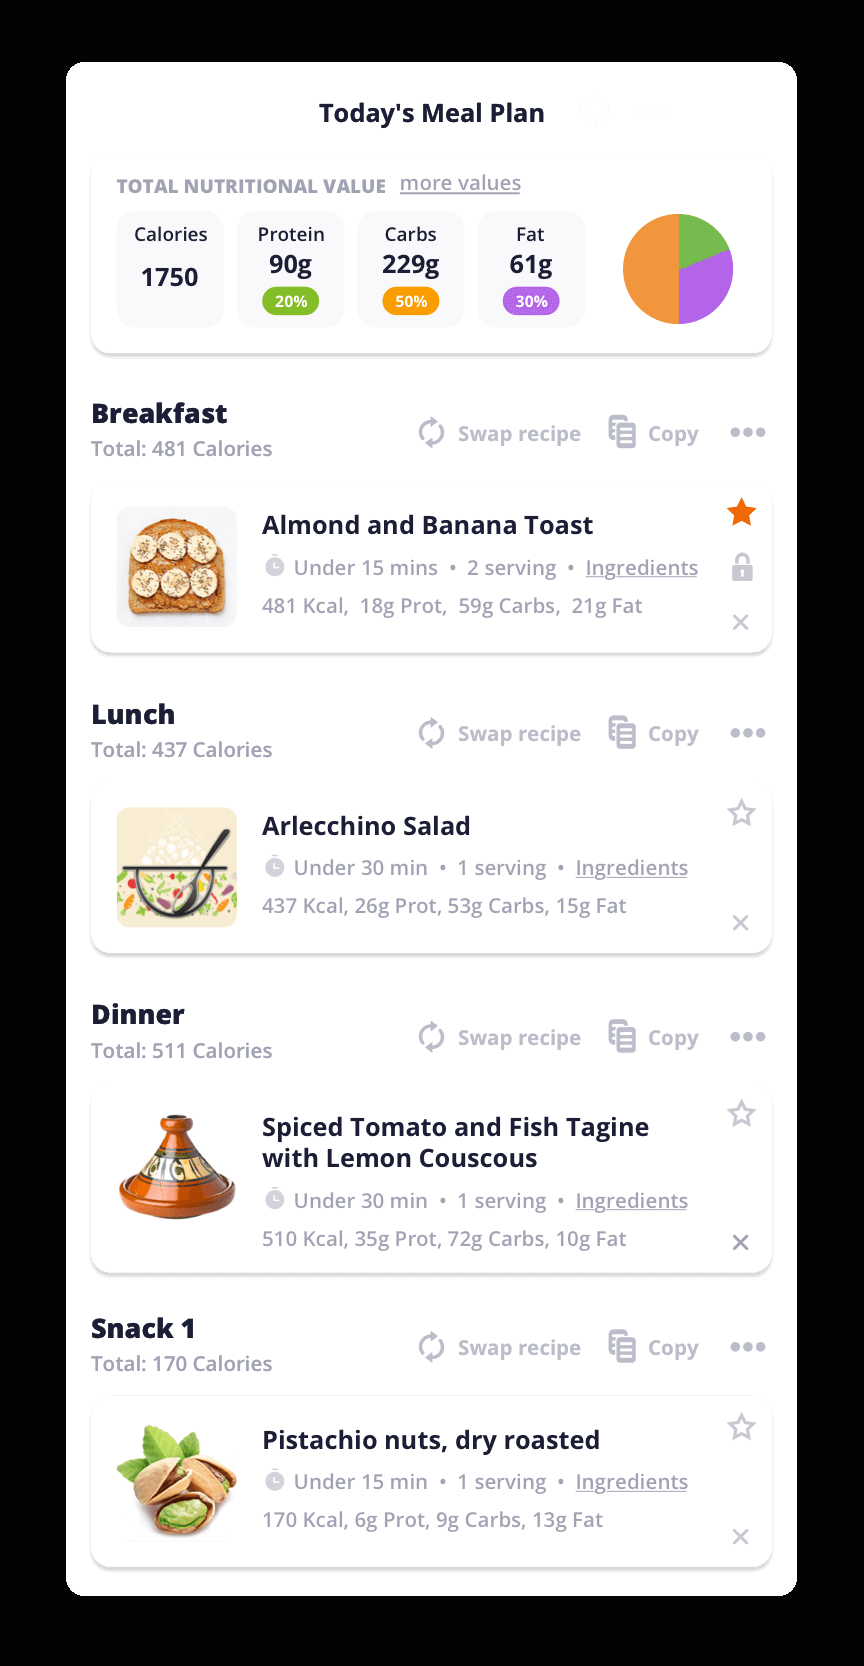 Today's Meal Plan
TOTAL NUTRITIONAL VALUE more values
Calories Protein Carbs Fat
1750 90g 229g 61g
20% 50% 30%
Breakfast
Total: 481 Calories
Swap recipe Copy
Almond and Banana Toast
Under 15 mins • 2 serving • Ingredients
481 Kcal, 18g Prot, 59g Carbs, 21g Fat
Lunch
Total: 437 Calories
Swap recipe Copy
Arlecchino Salad
Under 30 min • 1 serving • Ingredients
437 Kcal, 26g Prot, 53g Carbs, 15g Fat
Dinner
Total: 511 Calories
Swap recipe Copy
Spiced Tomato and Fish Tagine
with Lemon Couscous
Under 30 min • 1 serving • Ingredients
510 Kcal, 35g Prot, 72g Carbs, 10g Fat
Snack 1
Total: 170 Calories
Swap recipe Copy
Pistachio nuts, dry roasted
Under 15 min • 1 serving • Ingredients
170 Kcal, 6g Prot, 9g Carbs, 13g Fat